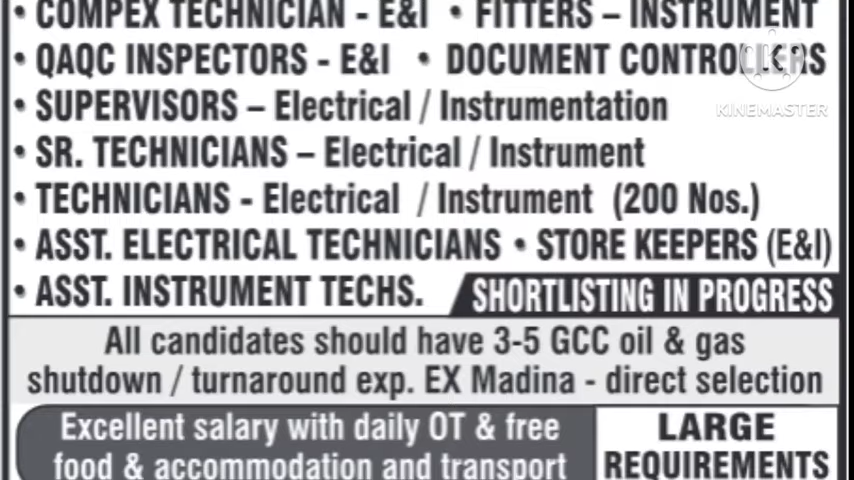 • COMPEX TECHNICIAN - E&I • FITTERS – INSTRUMENT
• QAQC INSPECTORS - E&I • DOCUMENT CONTROLLERS
KINEMASTER
• SUPERVISORS – Electrical / Instrumentation
• SR. TECHNICIANS – Electrical / Instrument
• TECHNICIANS - Electrical / Instrument (200 Nos.)
• ASST. ELECTRICAL TECHNICIANS • STORE KEEPERS (E&I)
• ASST. INSTRUMENT TECHS. SHORTLISTING IN PROGRESS
All candidates should have 3-5 GCC oil & gas
shutdown / turnaround exp. EX Madina - direct selection
Excellent salary with daily OT & free
food & accommodation and transport
LARGE
REQUIREMENTS